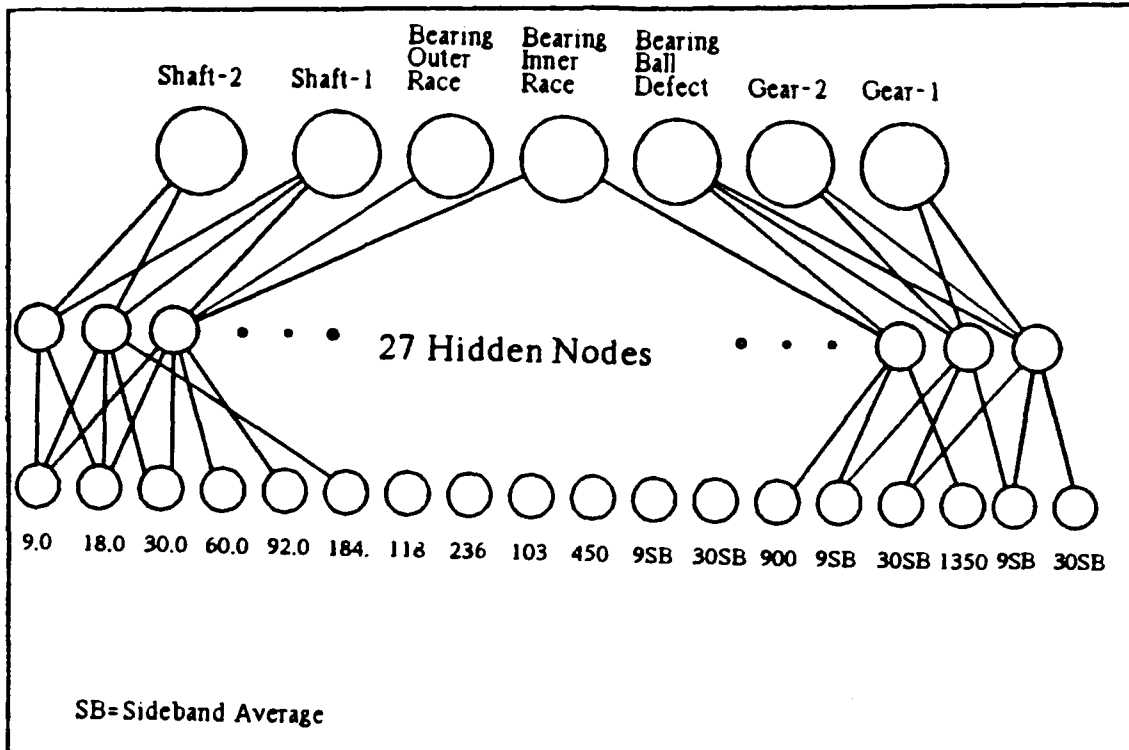 Shaft-2
Shaft-1
Bearing
Outer
Race
Bearing
Inner
Race
Bearing
Ball
Defect
Gear-2
Gear-1
27 Hidden Nodes
9.0 18.0 30.0 60.0 92.0 184. 118 236 103 450 9SB 30SB 900 9SB 30SB 1350 9SB 30SB
SB=Sideband Average